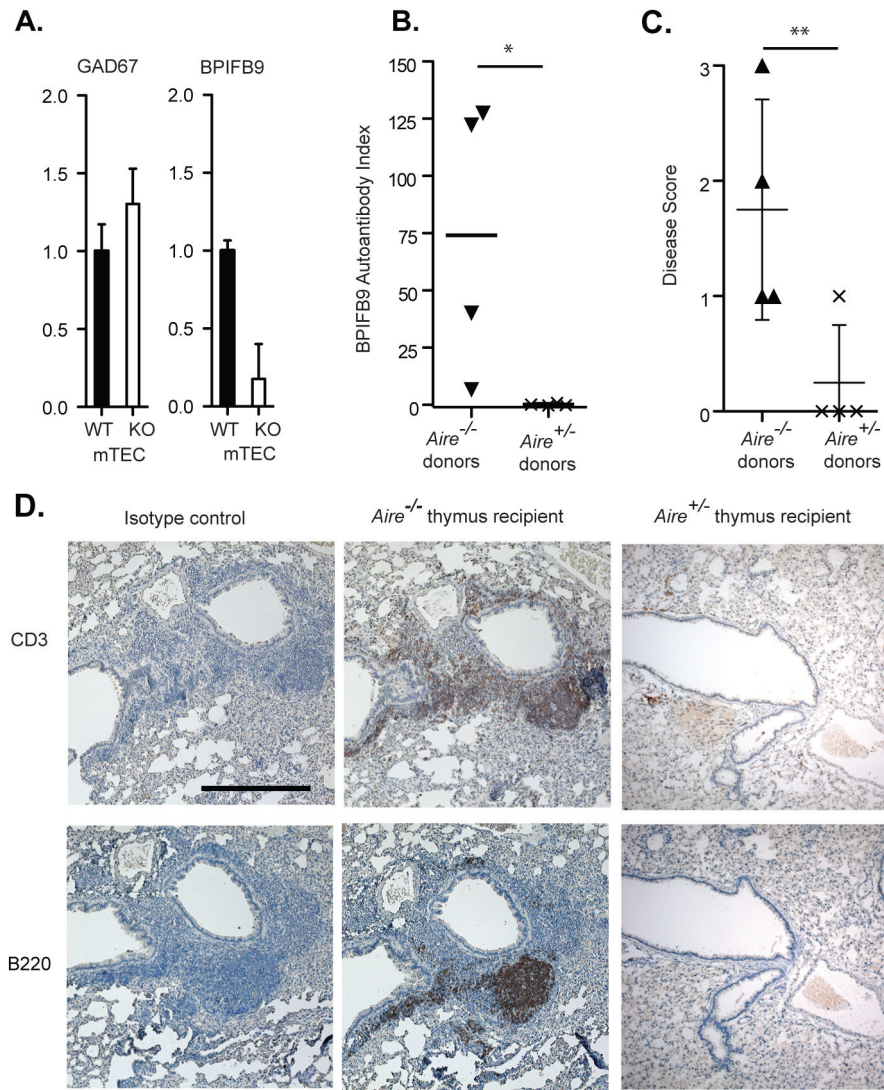 A.
GAD67
BPIFB9
2.0
1.5
1.0
0.5
0.0
WT KO
mTEC
2.0
1.5
1.0
0.5
0.0
WT KO
mTEC
B.
*
BPIFB9 Autoantibody Index
150
125
100
75
50
25
0
Aire-/-
donors
Aire+/-
donors
C.
**
Disease Score
3
2
1
0
Aire-/-
donors
Aire+/-
donors
D.
Isotype control
Aire-/- thymus recipient
Aire+/- thymus recipient
CD3
B220